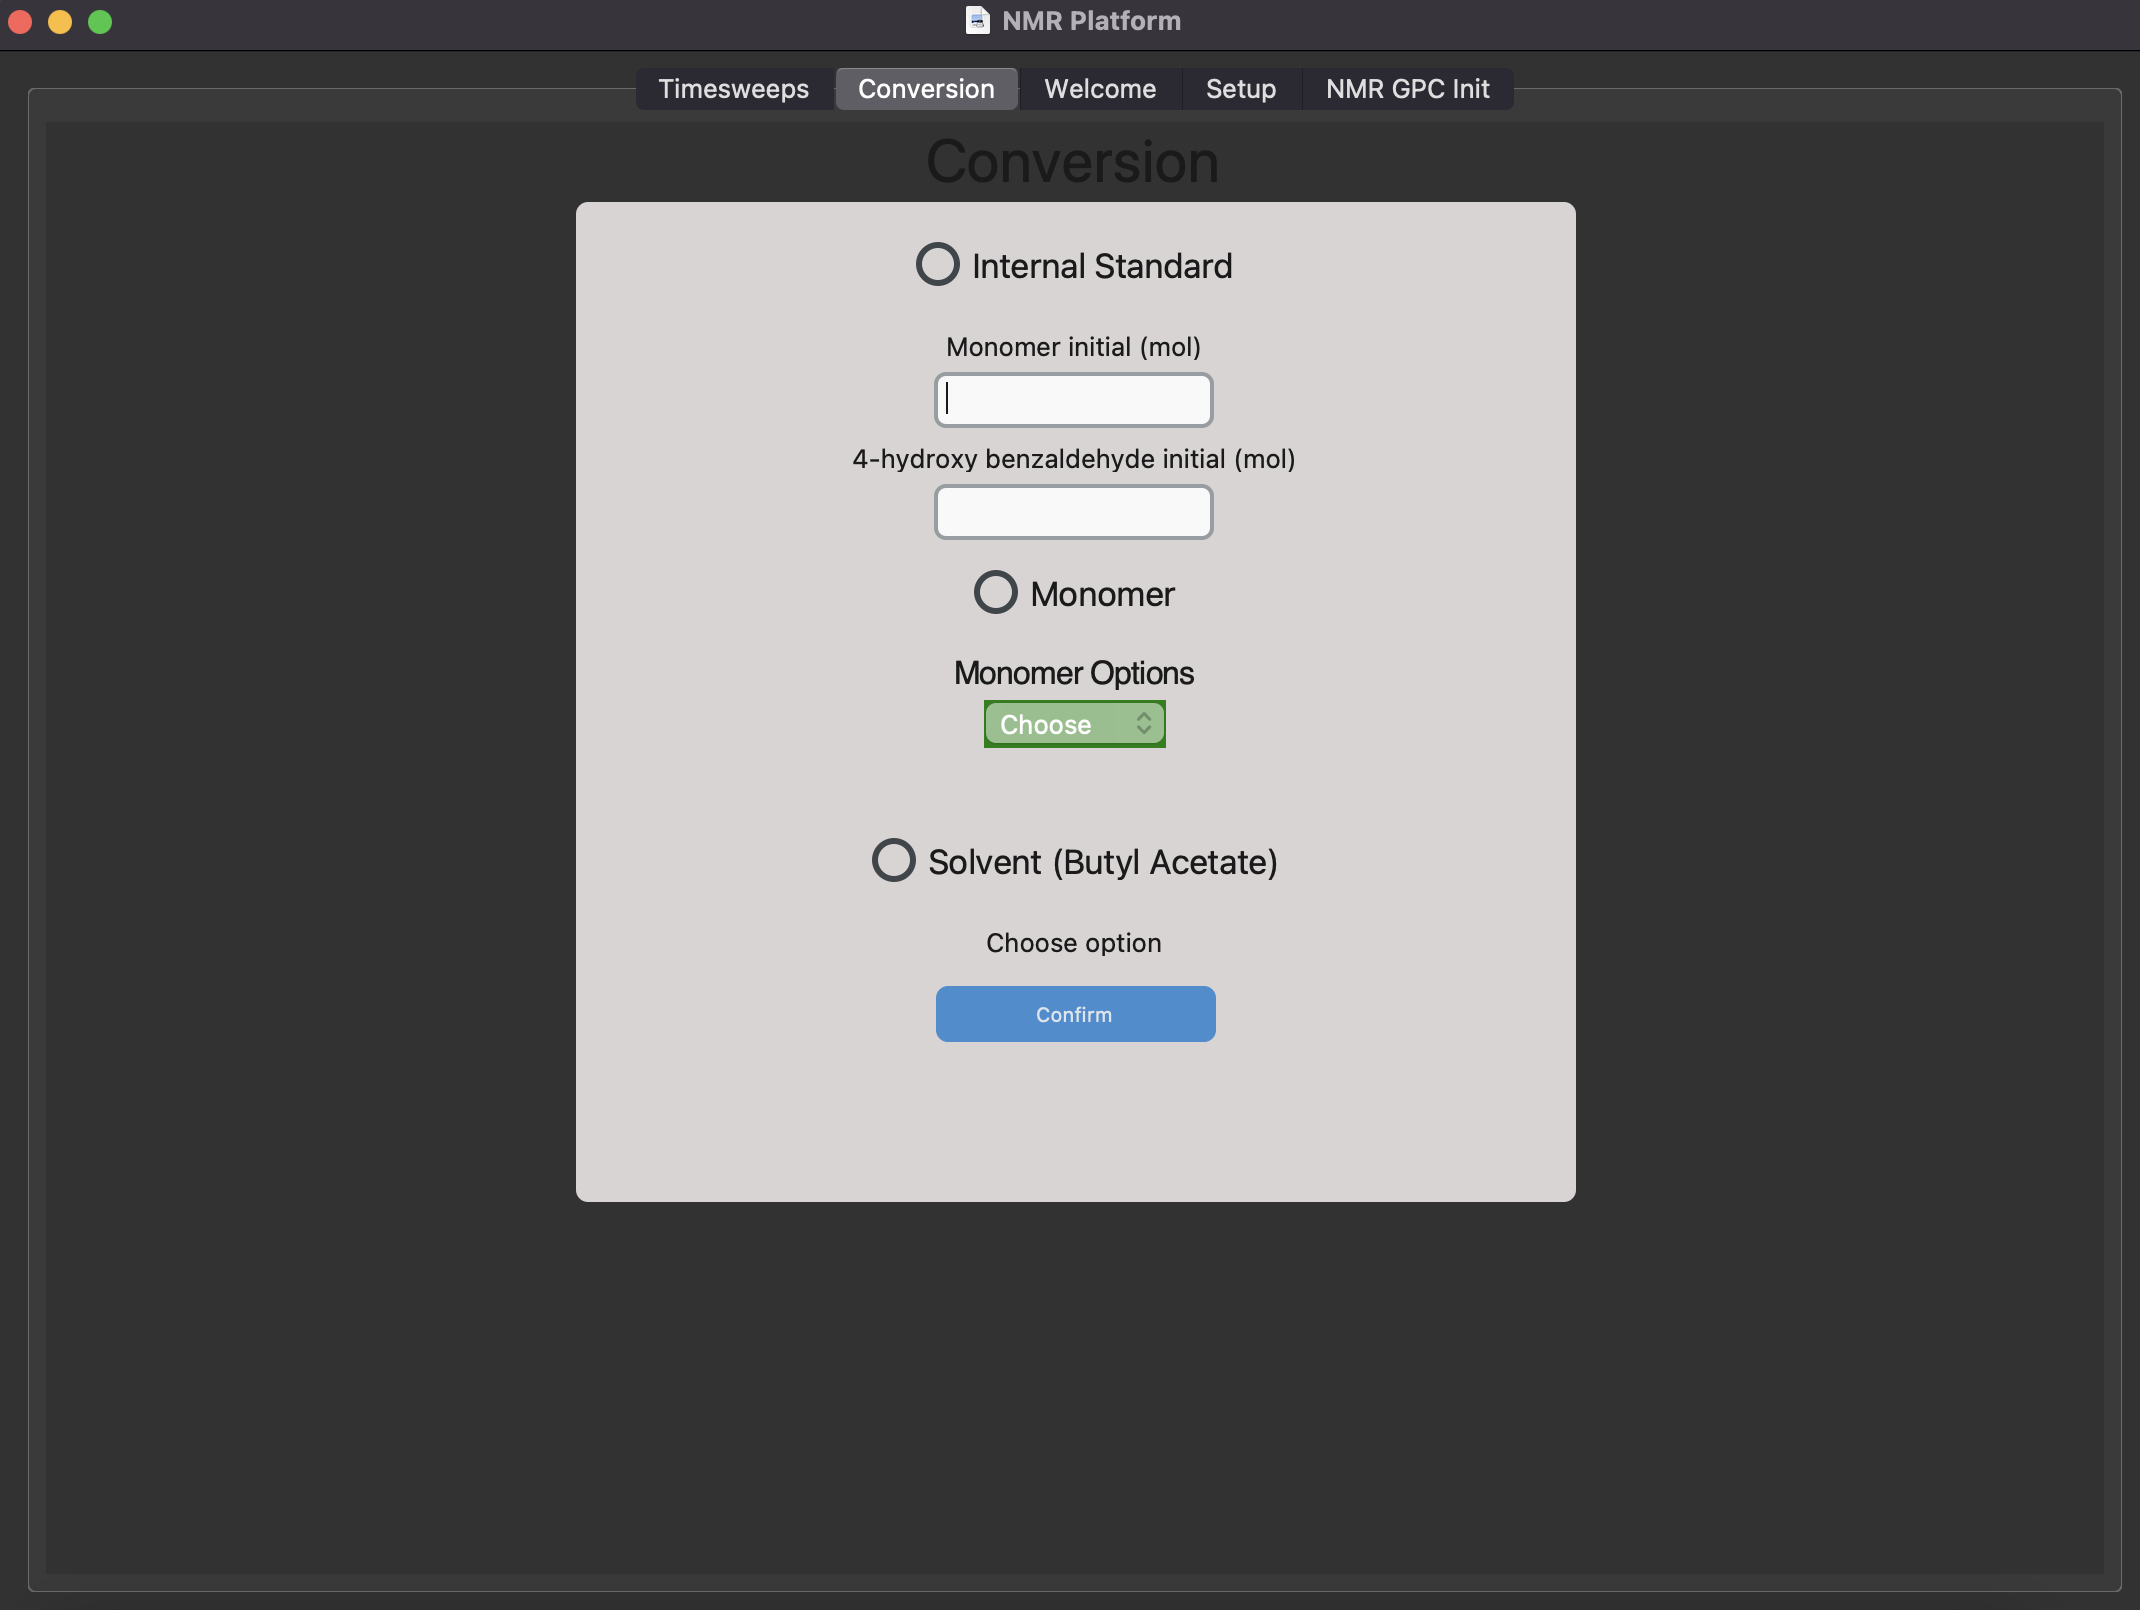 NMR Platform
Timesweeps Conversion Welcome Setup NMR GPC Init
Conversion
Internal Standard
Monomer initial (mol)
4-hydroxy benzaldehyde initial (mol)
Monomer
Monomer Options
Choose
Solvent (Butyl Acetate)
Choose option
Confirm